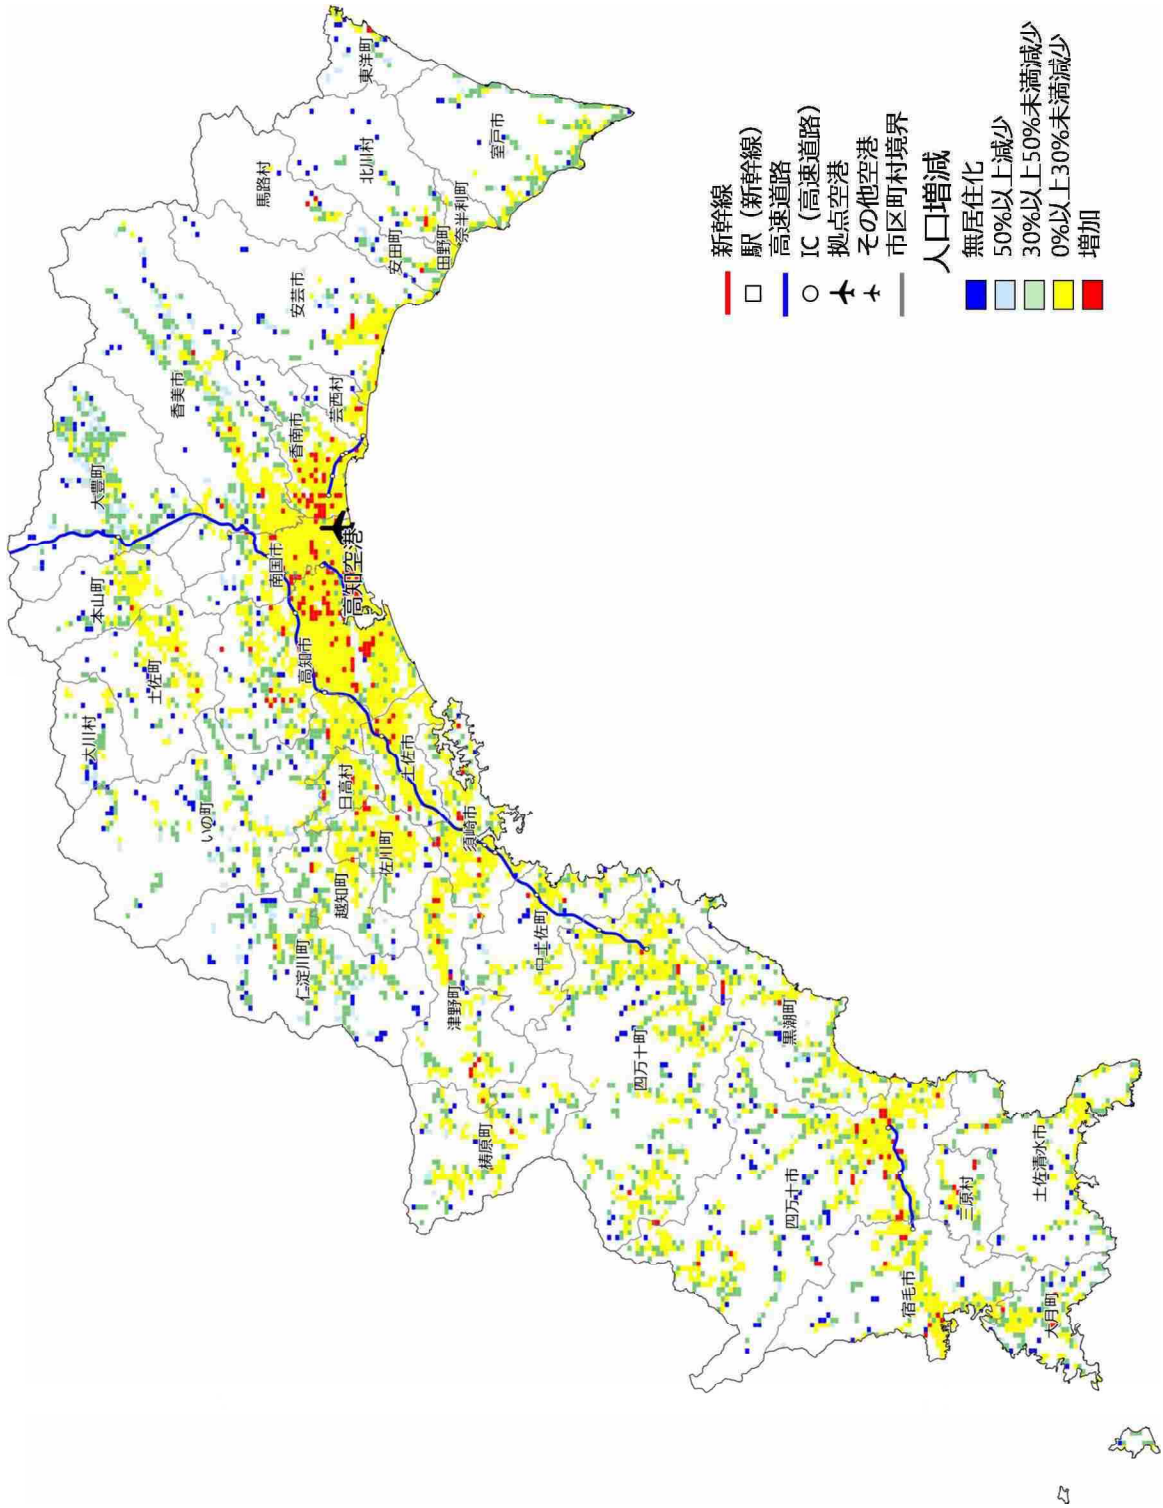 東洋町
室戸市
北川村
馬路村
奈半利町
田野町
安田町
安芸市
芸西村
香南市
香美市
大豊町
高知空港
南国市
本山町
高知市
土佐町
大川村
いの町
土佐市
日高村
須崎市
佐川町
越知町
仁淀川町
中土佐町
津野町
四万十町
梼原町
黒潮町
四万十市
土佐清水市
三原村
宿毛市
大月町
新幹線
駅（新幹線）
高速道路
IC（高速道路）
拠点空港
その他空港
市区町村境界
人口増減
無居住化
50%以上減少
30%以上50%未満減少
0%以上30%未満減少
増加